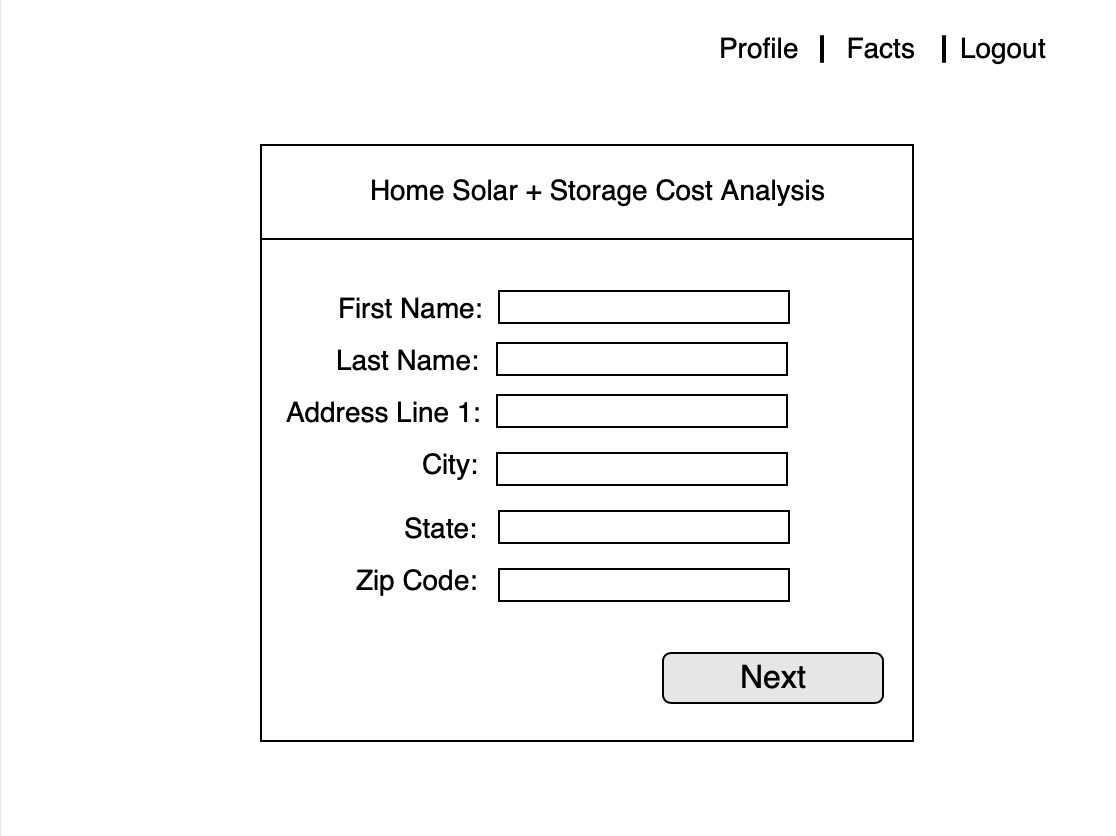 Profile | Facts | Logout
Home Solar + Storage Cost Analysis
First Name:
Last Name:
Address Line 1:
City:
State:
Zip Code:
Next